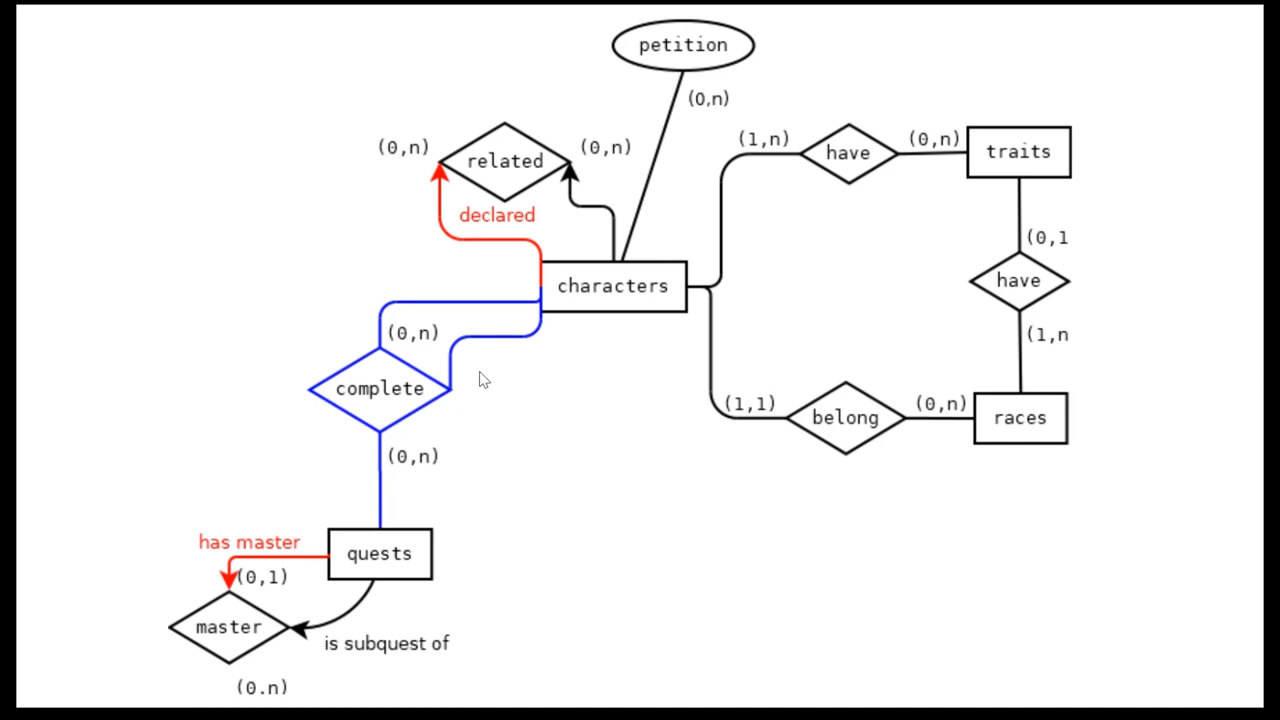 petition
(0,n)
(0,n)
related
(0,n)
(1,n)
have
(0,n)
traits
declared
(0,1
characters
have
(0,n)
(1,n
complete
(1,1)
belong
(0,n)
races
(0,n)
has master
quests
(0,1)
master
is subquest of
(0.n)